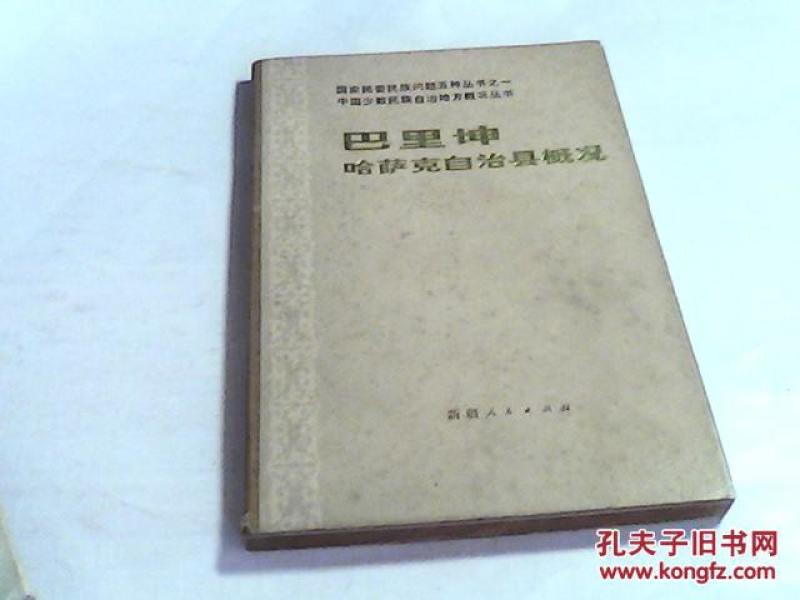 国家民委民族问题五种丛书之一
中国少数民族自治地方概况丛书
巴里坤
哈萨克自治县概况
新疆人民出版社
孔夫子旧书网
www.kongfz.com